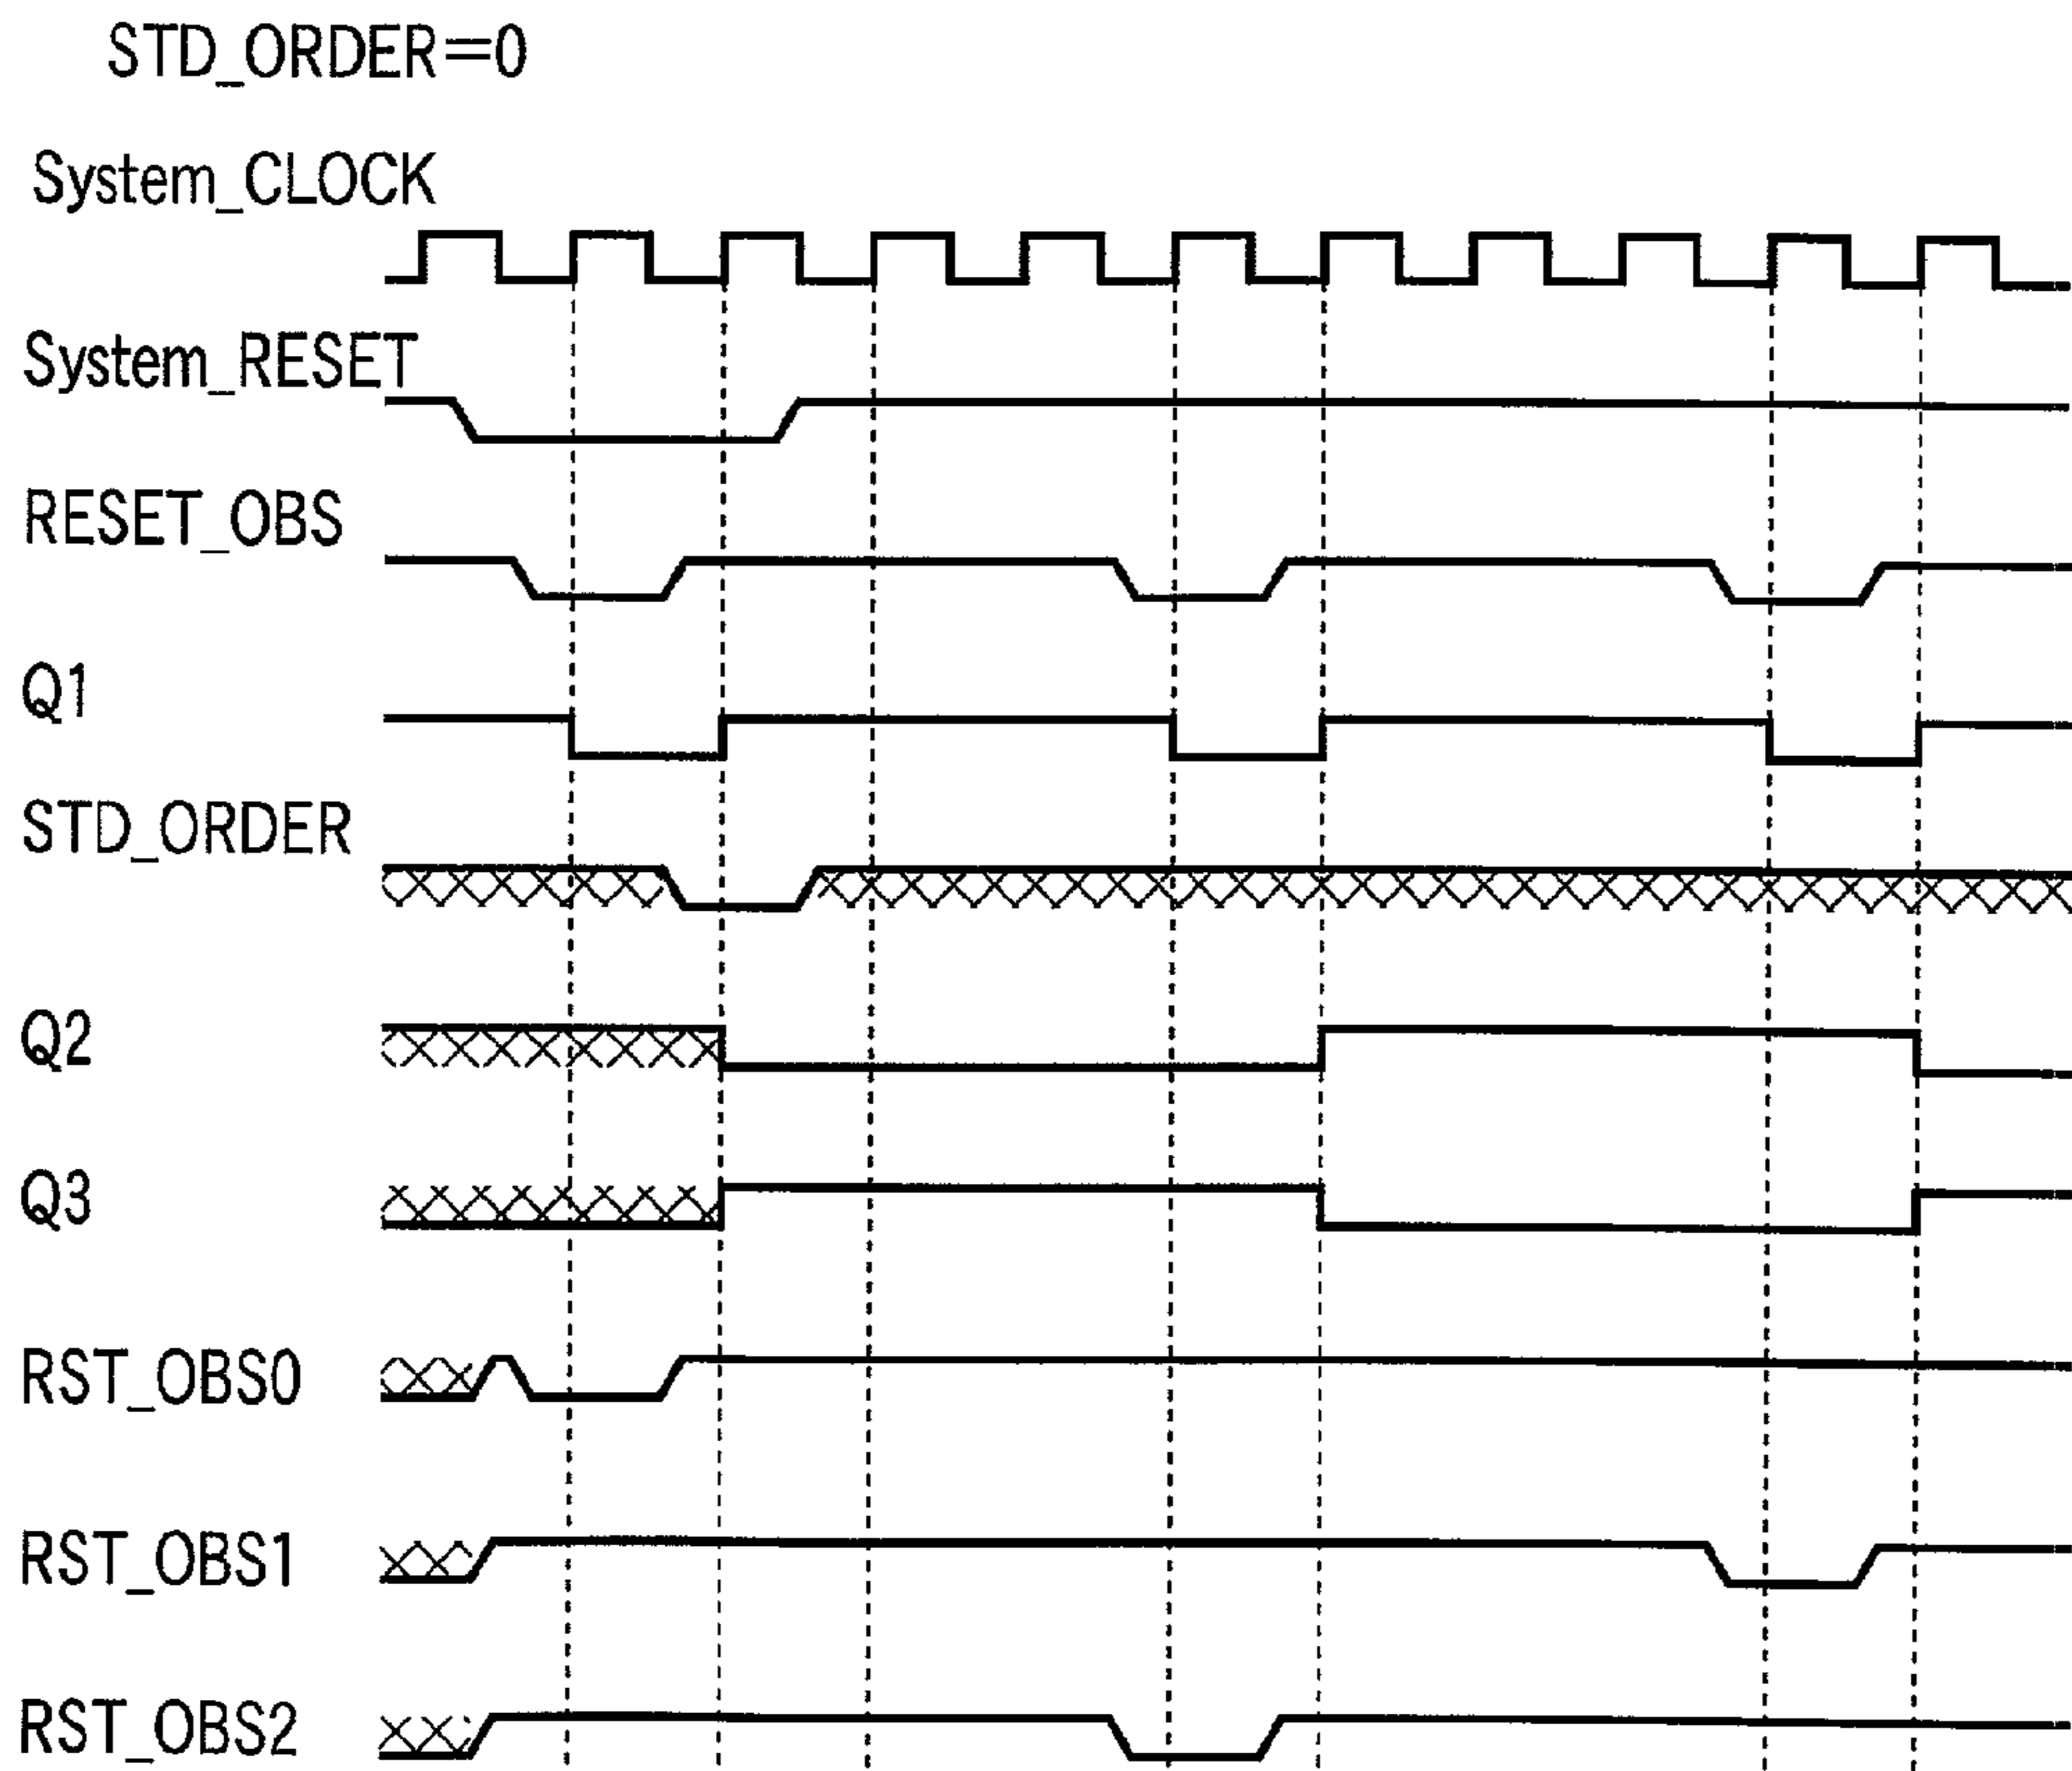 STD_ORDER=0
System_CLOCK
System_RESET
RESET_OBS
Q1
STD_ORDER
Q2
Q3
RST_OBS0
RST_OBS1
RST_OBS2